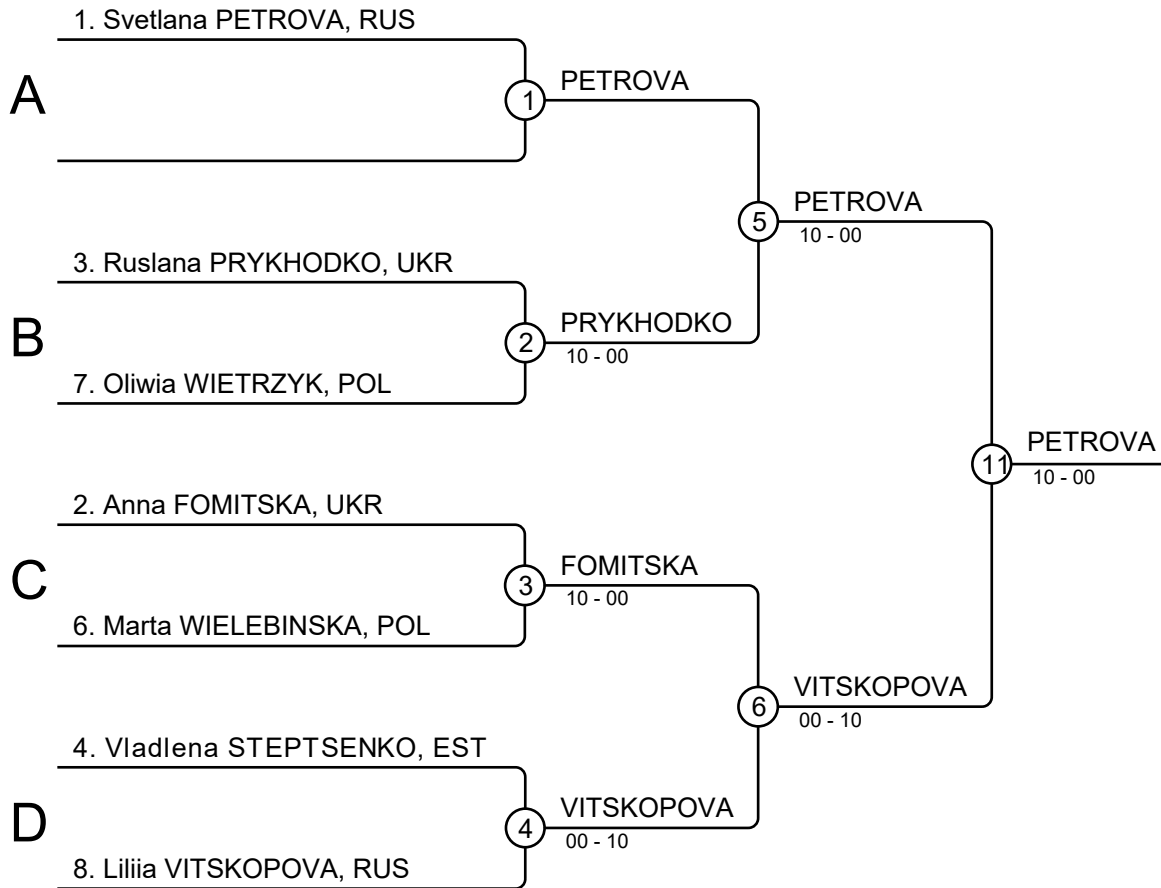 1. Svetlana PETROVA, RUS
A
1
PETROVA
5
PETROVA
10 - 00
3. Ruslana PRYKHODKO, UKR
B
2
PRYKHODKO
10 - 00
7. Oliwia WIETRZYK, POL
11
PETROVA
10 - 00
2. Anna FOMITSKA, UKR
C
3
FOMITSKA
10 - 00
6. Marta WIELEBINSKA, POL
6
VITSKOPOVA
00 - 10
4. Vladlena STEPTSENKO, EST
D
4
VITSKOPOVA
00 - 10
8. Liliia VITSKOPOVA, RUS